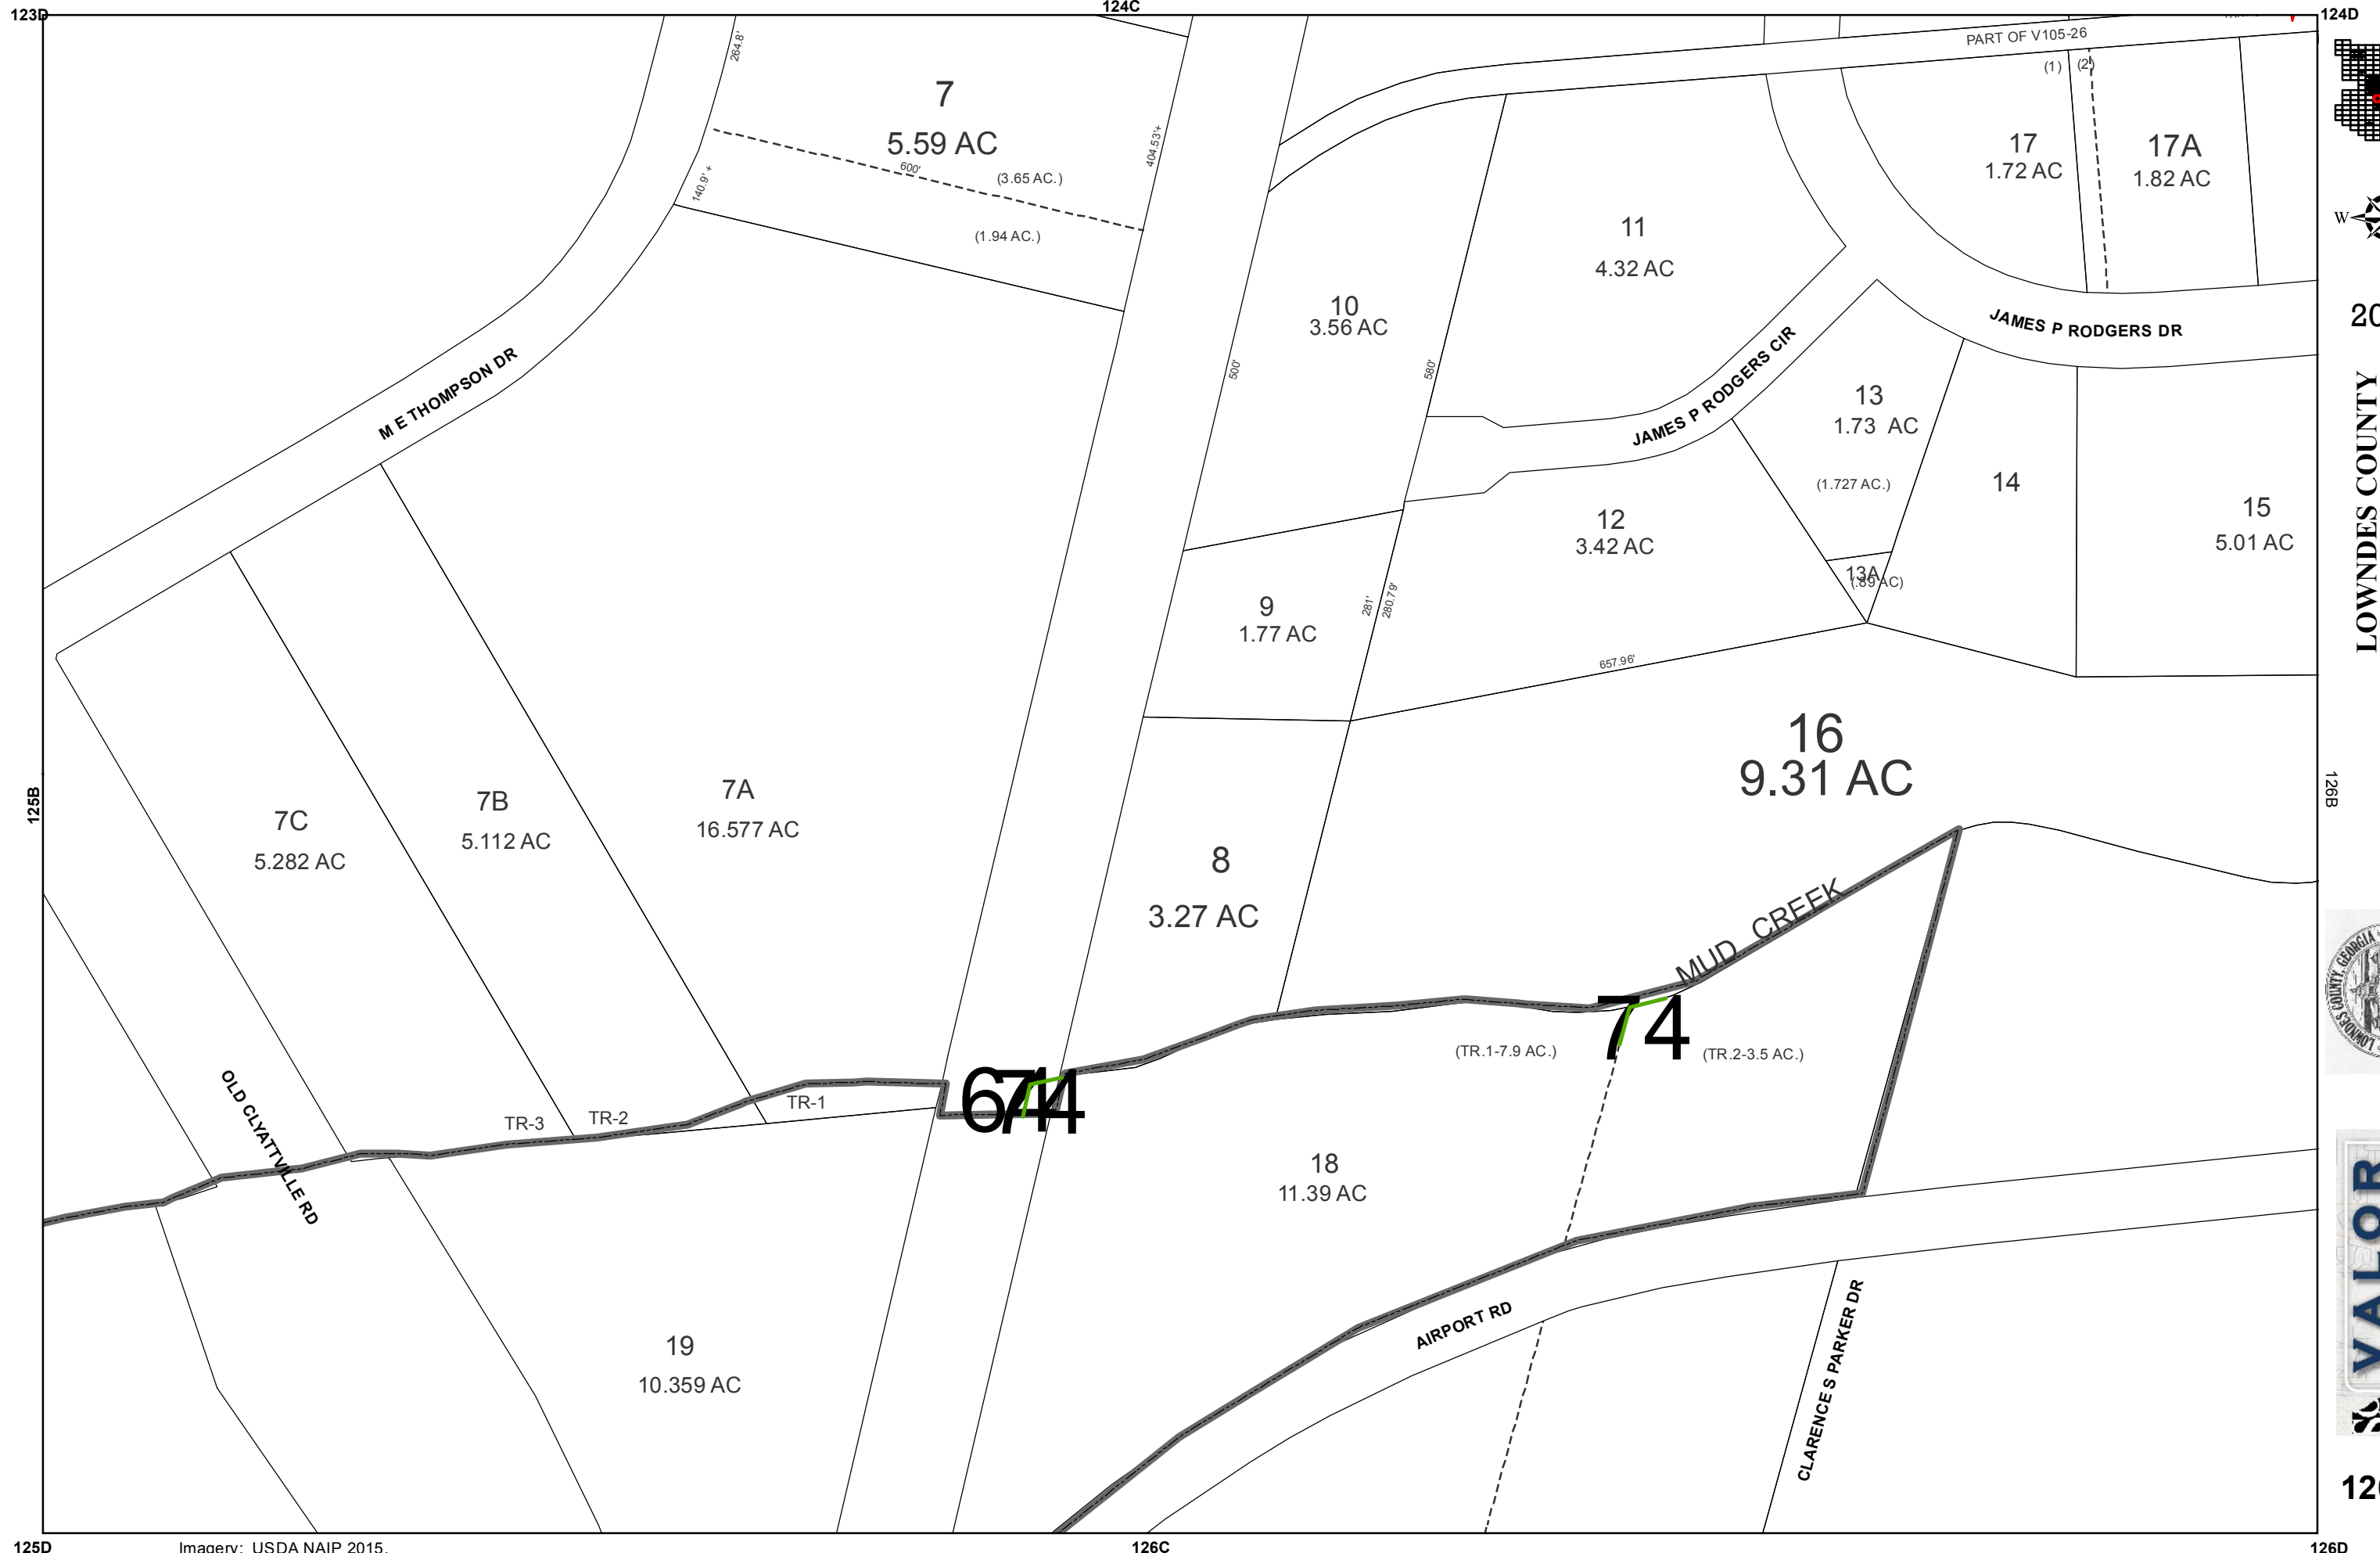 123D
124C
124D
PART OF V105-26
(1)
(2)
264.8'
7
5.59 AC
404.53'+
600'
(3.65 AC.)
140.9' +
(1.94 AC.)
17
1.72 AC
17A
1.82 AC
W
11
4.32 AC
10
3.56 AC
500'
580'
JAMES P RODGERS DR
20
M E THOMPSON DR
JAMES P RODGERS CIR
13
1.73 AC
(1.727 AC.)
14
LOWNDES COUNTY
15
5.01 AC
12
3.42 AC
13A
(.89 AC)
9
1.77 AC
281'
280.79'
657.96'
16
9.31 AC
125B
126B
7C
5.282 AC
7B
5.112 AC
7A
16.577 AC
8
3.27 AC
MUD CREEK
74
(TR.1-7.9 AC.)
(TR.2-3.5 AC.)
OLD CLYATTVILLE RD
TR-3
TR-2
TR-1
18
11.39 AC
19
10.359 AC
AIRPORT RD
CLARENCE S PARKER DR
VALOR
125D
Imagery: USDA NAIP 2015.
126C
126D